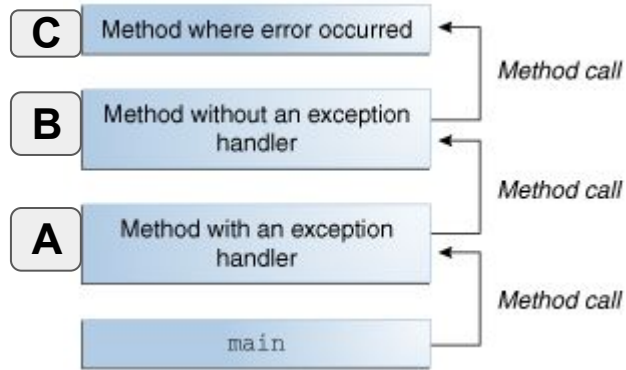 C
Method where error occurred
Method call
B
Method without an exception
handler
Method call
A
Method with an exception
handler
Method call
main